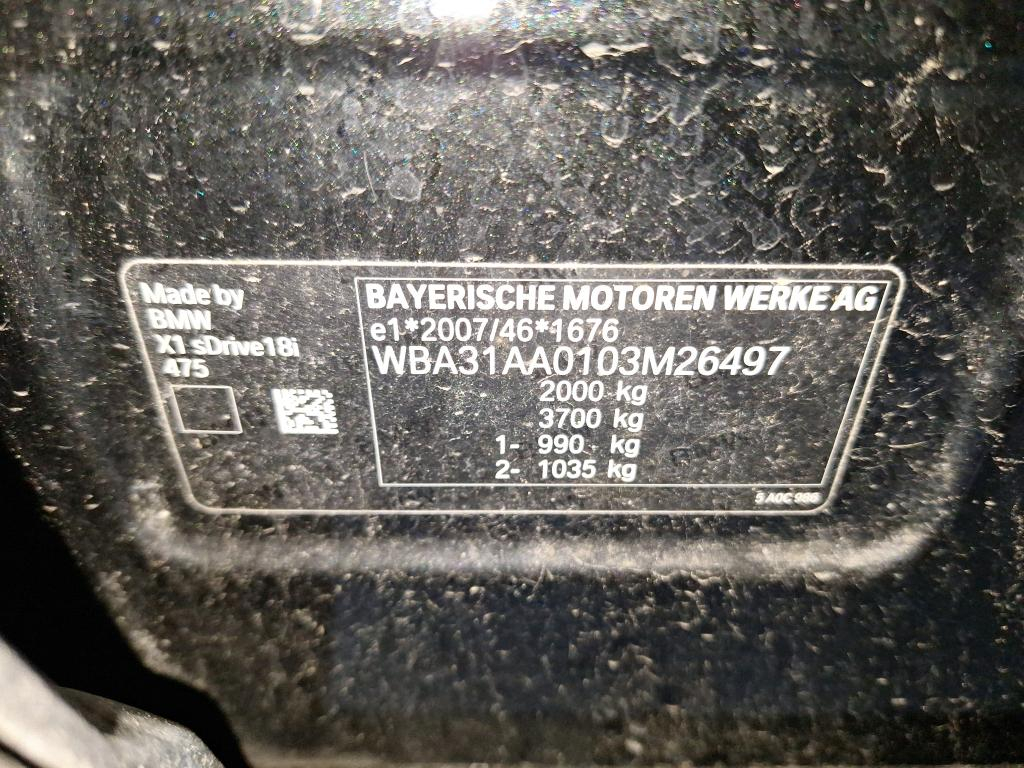 Made by
BMW
X1 sDrive18i
475
BAYERISCHE MOTOREN WERKE AG
e1*2007/46*1676
WBA31AA0103M26497
2000 kg
3700 kg
1- 990 kg
2- 1035 kg
5 A0C 986